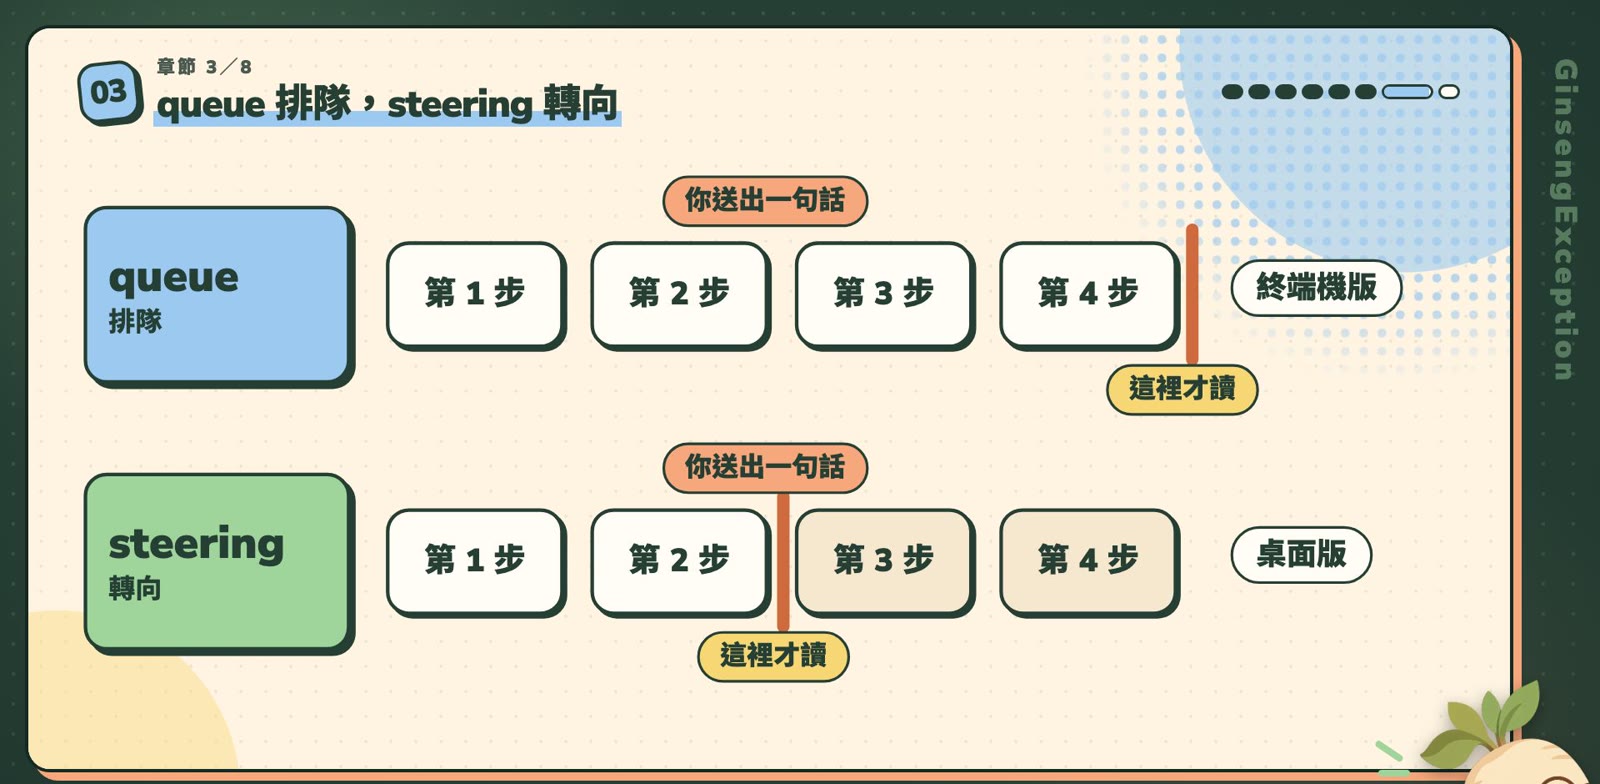 03
章節 3／8
queue 排隊，steering 轉向
你送出一句話
queue
排隊
第 1 步
第 2 步
第 3 步
第 4 步
終端機版
這裡才讀
你送出一句話
steering
轉向
第 1 步
第 2 步
第 3 步
第 4 步
桌面版
這裡才讀
GinsengException